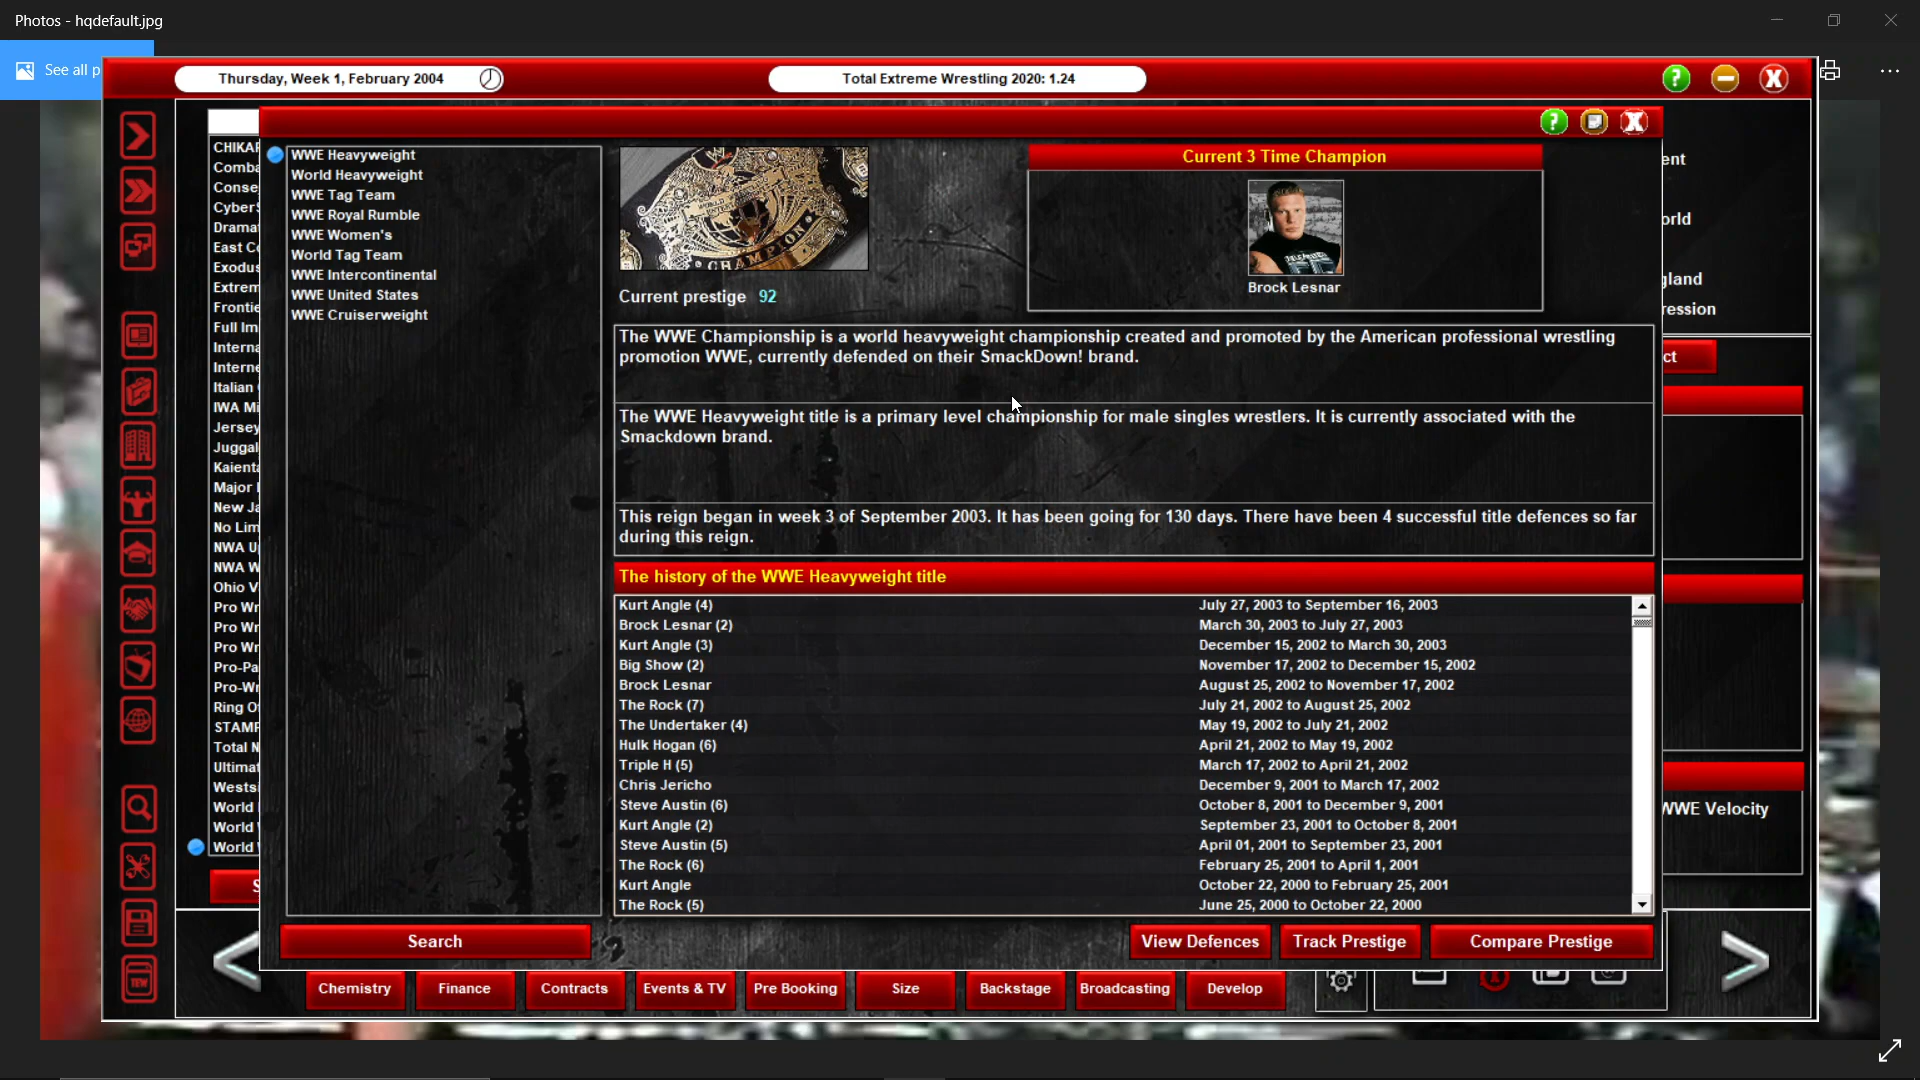 Photos - hqdefault.jpg
See all p
Thursday, Week 1, February 2004
Total Extreme Wrestling 2020: 1.24
CHIKAR
Comba
Conse
CyberS
Drama
East Co
Exodus
Extrem
Frontie
Full Im
Interna
Interne
Italian
IWA Mi
Jersey
Juggal
Kaienta
Major
New Ja
No Lim
NWA U
NWA W
Ohio V
Pro Wr
Pro Wr
Pro Wr
Pro-Pa
Pro-Wr
Ring O
STAMP
Total N
Ultimat
Westsi
World
World
World
WWE Heavyweight
World Heavyweight
WWE Tag Team
WWE Royal Rumble
WWE Women's
World Tag Team
WWE Intercontinental
WWE United States
WWE Cruiserweight
CHAMPION
Current prestige 92
Current 3 Time Champion
Brock Lesnar
The WWE Championship is a world heavyweight championship created and promoted by the American professional wrestling
promotion WWE, currently defended on their SmackDown! brand.
The WWE Heavyweight title is a primary level championship for male singles wrestlers. It is currently associated with the
Smackdown brand.
This reign began in week 3 of September 2003. It has been going for 130 days. There have been 4 successful title defences so far
during this reign.
The history of the WWE Heavyweight title
Kurt Angle (4) July 27, 2003 to September 16, 2003
Brock Lesnar (2) March 30, 2003 to July 27, 2003
Kurt Angle (3) December 15, 2002 to March 30, 2003
Big Show (2) November 17, 2002 to December 15, 2002
Brock Lesnar August 25, 2002 to November 17, 2002
The Rock (7) July 21, 2002 to August 25, 2002
The Undertaker (4) May 19, 2002 to July 21, 2002
Hulk Hogan (6) April 21, 2002 to May 19, 2002
Triple H (5) March 17, 2002 to April 21, 2002
Chris Jericho December 9, 2001 to March 17, 2002
Steve Austin (6) October 8, 2001 to December 9, 2001
Kurt Angle (2) September 23, 2001 to October 8, 2001
Steve Austin (5) April 01, 2001 to September 23, 2001
The Rock (6) February 25, 2001 to April 1, 2001
Kurt Angle October 22, 2000 to February 25, 2001
The Rock (5) June 25, 2000 to October 22, 2000
ent
orld
gland
ression
ct
WWE Velocity
S
Search
View Defences
Track Prestige
Compare Prestige
TEW
Chemistry
Finance
Contracts
Events & TV
Pre Booking
Size
Backstage
Broadcasting
Develop